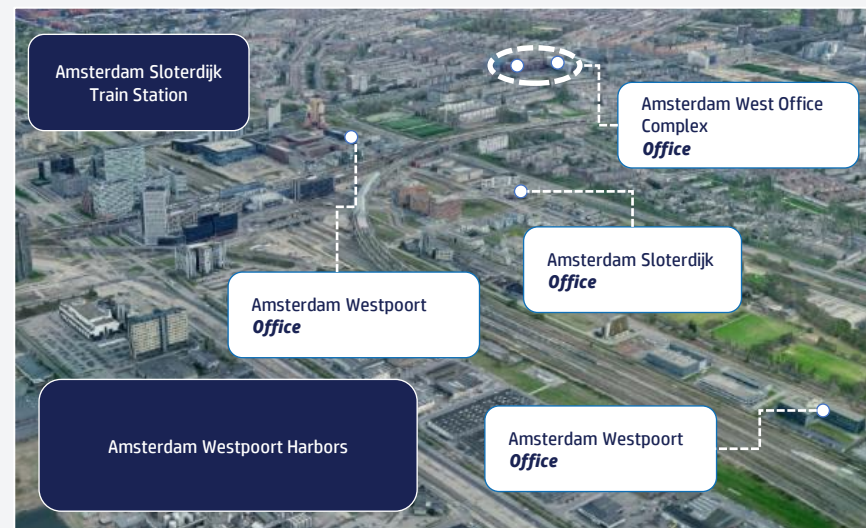 Amsterdam Sloterdijk
Train Station
Amsterdam West Office
Complex
Office
Amsterdam Sloterdijk
Office
Amsterdam Westpoort
Office
Amsterdam Westpoort Harbors
Amsterdam Westpoort
Office